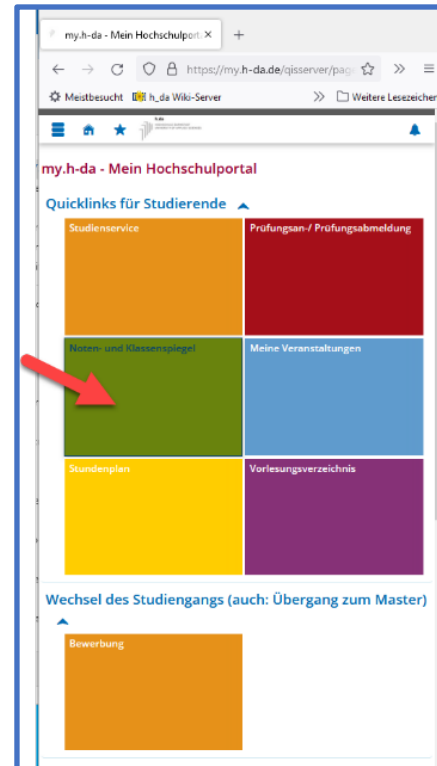 my.h-da - Mein Hochschulport
https://my.h-da.de/qisserver/pag
Meistbesucht h_da Wiki-Server Weitere Lesezeichen
h-da
my.h-da - Mein Hochschulportal
Quicklinks für Studierende
Studienservice Prüfungsan-/ Prüfungsabmeldung
Noten- und Klassenspiegel Meine Veranstaltungen
Stundenplan Vorlesungsverzeichnis
Wechsel des Studiengangs (auch: Übergang zum Master)
Bewerbung